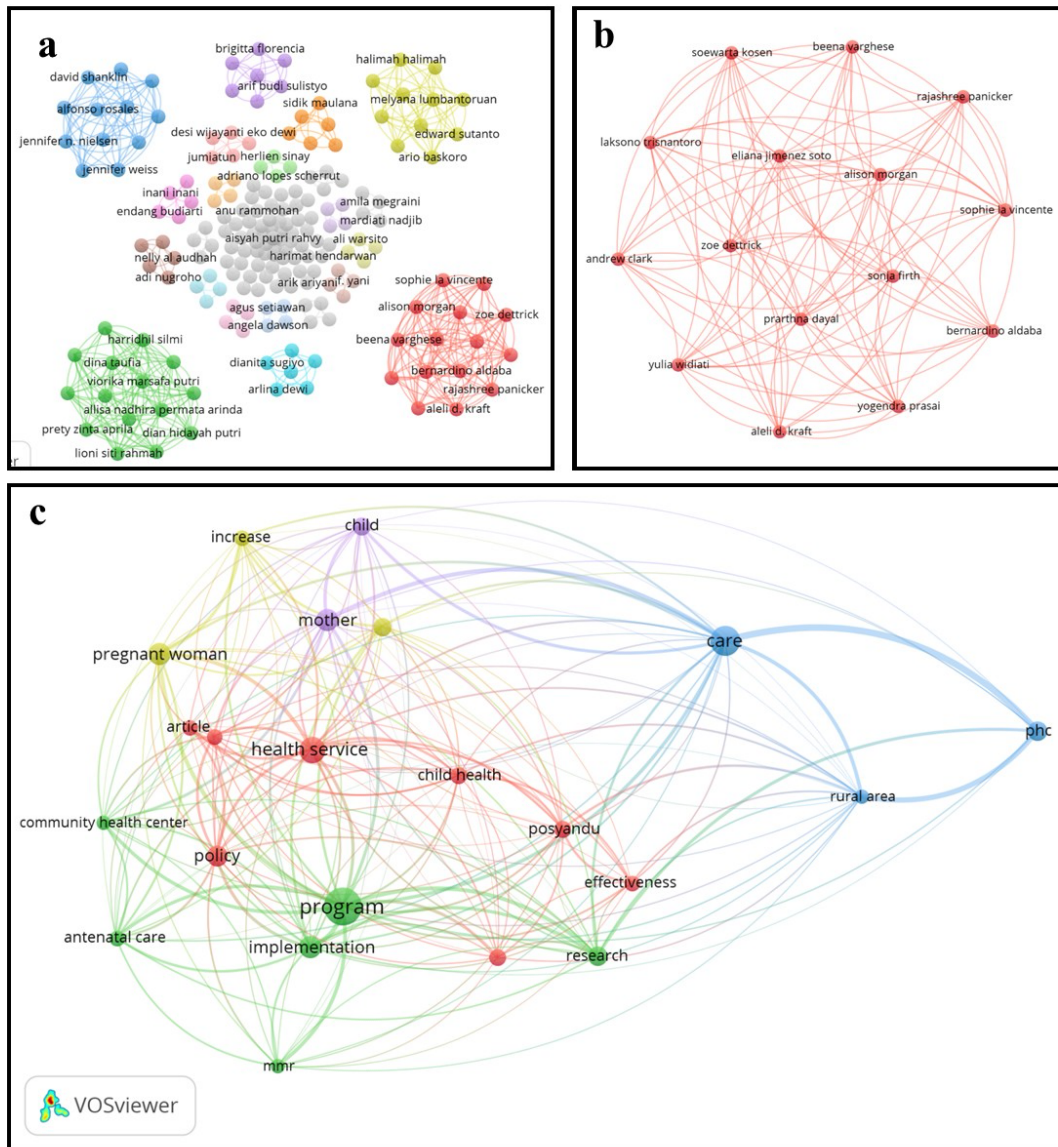 a
brigitta florencia
arif budi sulistyo
david shanklin
alfonso rosales
jennifer n. nielsen
jennifer weiss
halimah halimah
melyana lumbantoruan
edward sutanto
ario baskoro
sidik maulana
desi wijayanti eko dewi
jumiatun
herlien sinay
adriano lopes scherrut
inani inani
endang budiarti
anu rammohan
amila megraini
mardiati nadjib
aisyah putri rahvy
ali warsito
harimat hendarwan
nelly al audhah
adi nugroho
arik ariyani
f. yani
agus setiawan
angela dawson
sophie la vincente
alison morgan
zoe dettrick
beena varghese
bernardino aldaba
rajashree panicker
aleli d. kraft
harridhil silmi
dina taufia
viorika marsafa putri
allisa nadhira permata arinda
prety zinta aprila
dian hidayah putri
lioni siti rahmah
dianita sugiyo
arlina dewi
er
b
soewarta kosen
beena varghese
rajashree panicker
laksono trisnantoro
eliana jimenez soto
alison morgan
sophie la vincente
zoe dettrick
andrew clark
sonja firth
prarthna dayal
bernardino aldaba
yulia widiati
yogendra prasai
aleli d. kraft
c
child
increase
mother
care
pregnant woman
article
health service
phc
child health
rural area
community health center
posyandu
policy
effectiveness
program
antenatal care
implementation
research
mmr
VOSviewer